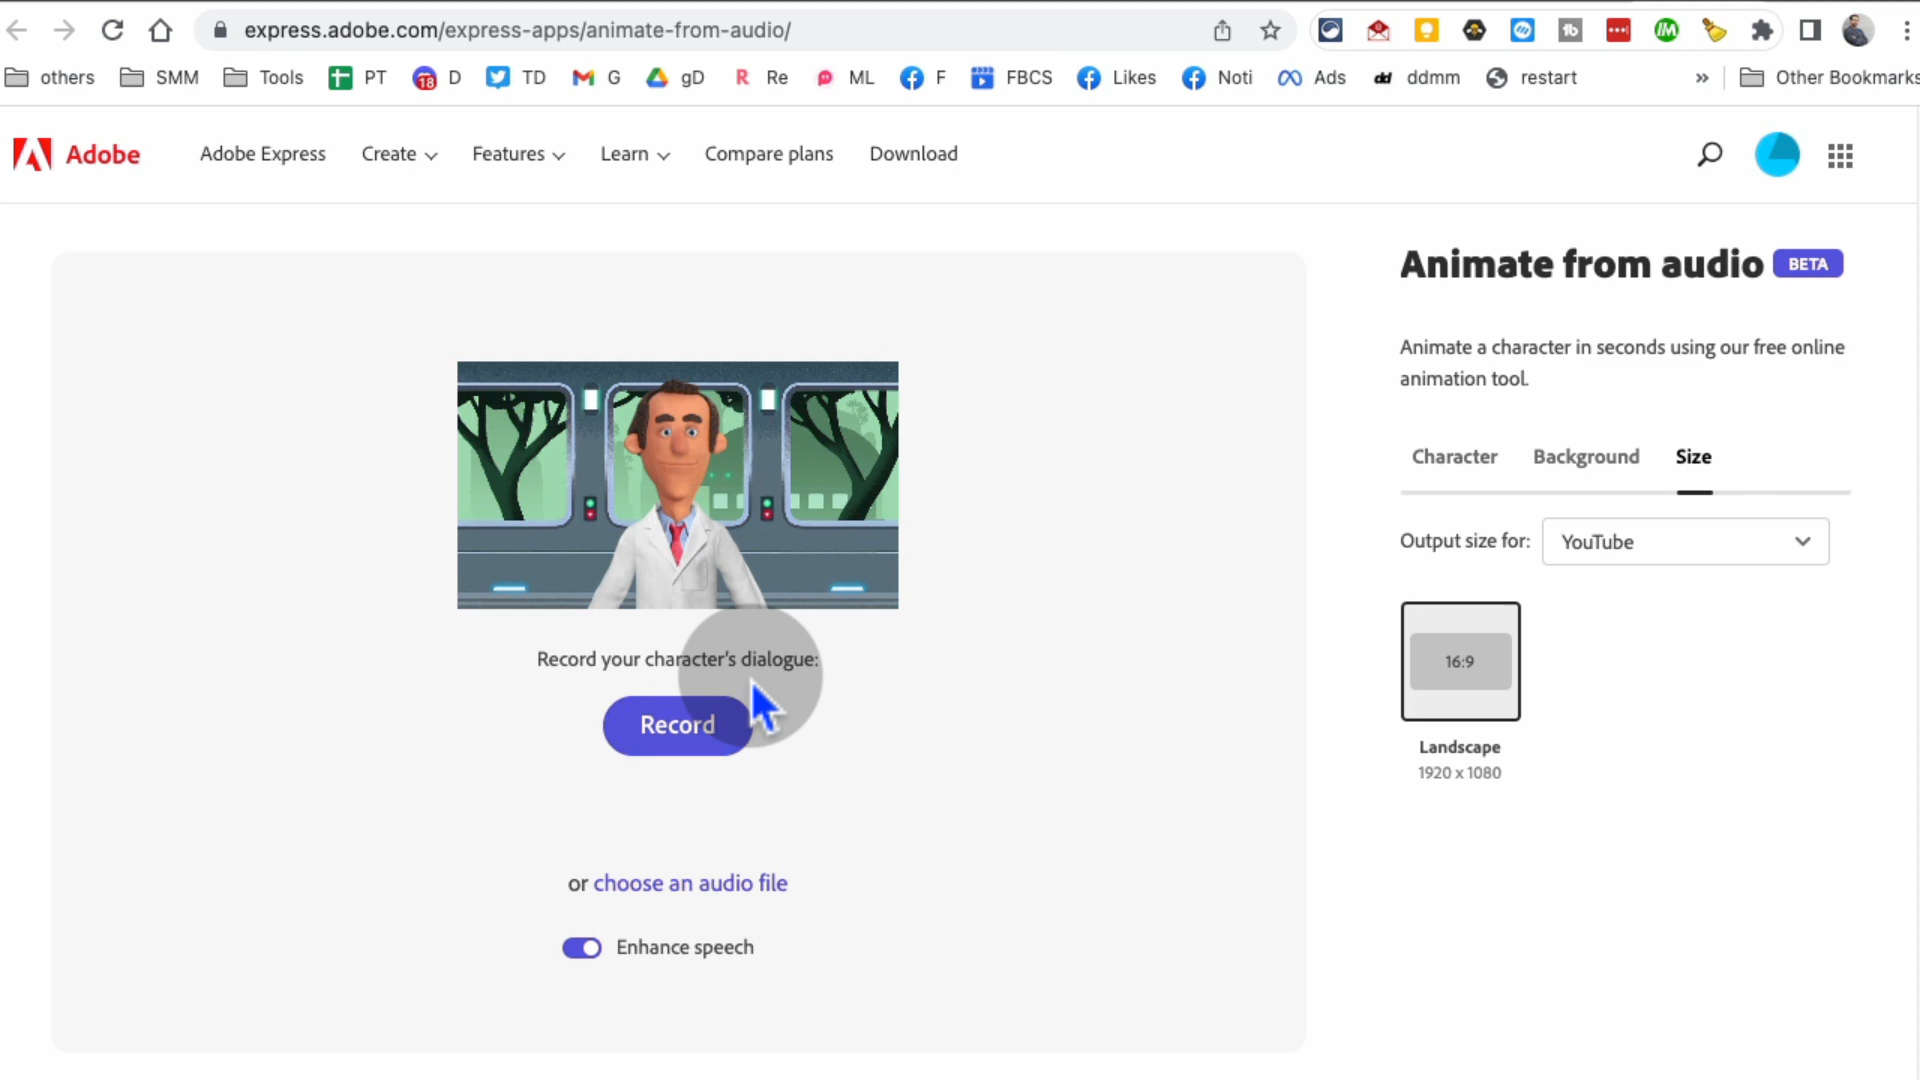 express.adobe.com/express-apps/animate-from-audio/
others SMM Tools PT 18 D TD G gD R Re ML F FBCS Likes Noti Ads dd ddmm restart » Other Bookmarks
Adobe Adobe Express Create Features Learn Compare plans Download
Animate from audio BETA
Animate a character in seconds using our free online
animation tool.
Character Background Size
Output size for: YouTube
16:9
Landscape
1920 x 1080
Record your character's dialogue:
Record
or choose an audio file
Enhance speech